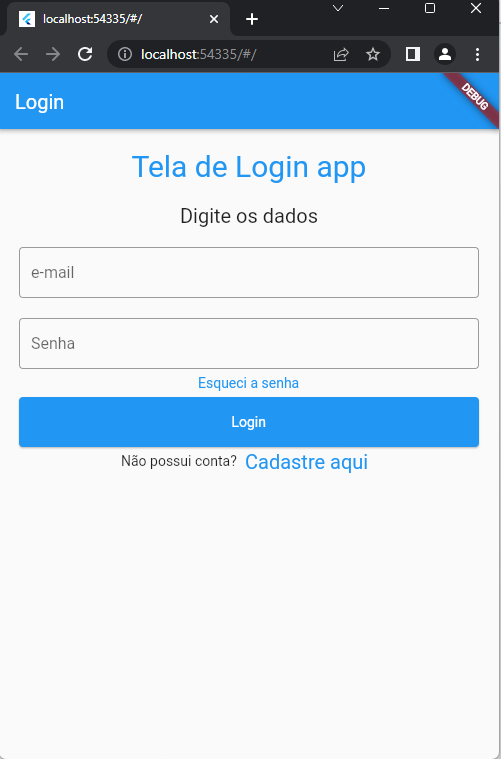 localhost:54335/#/
localhost:54335/#/
Login
DEBUG
Tela de Login app
Digite os dados
e-mail
Senha
Esqueci a senha
Login
Não possui conta? Cadastre aqui